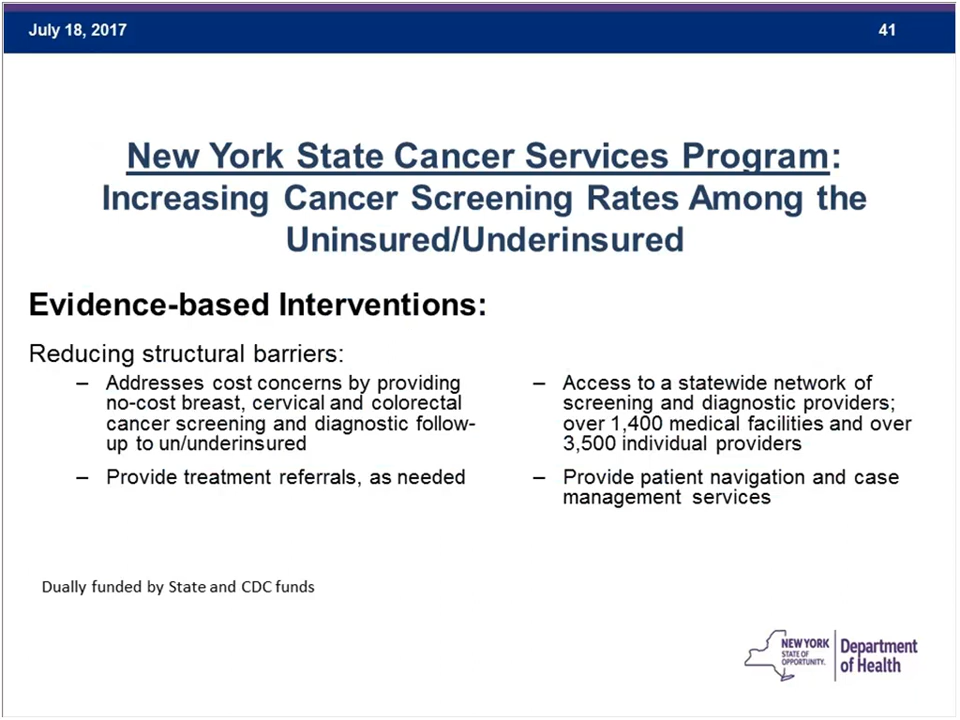 July 18, 2017
41
New York State Cancer Services Program:
Increasing Cancer Screening Rates Among the
Uninsured/Underinsured
Evidence-based Interventions:
Reducing structural barriers:
– Addresses cost concerns by providing
no-cost breast, cervical and colorectal
cancer screening and diagnostic follow-
up to un/underinsured
– Provide treatment referrals, as needed
– Access to a statewide network of
screening and diagnostic providers;
over 1,400 medical facilities and over
3,500 individual providers
– Provide patient navigation and case
management services
Dually funded by State and CDC funds
NEW YORK
STATE OF
OPPORTUNITY.
Department
of Health